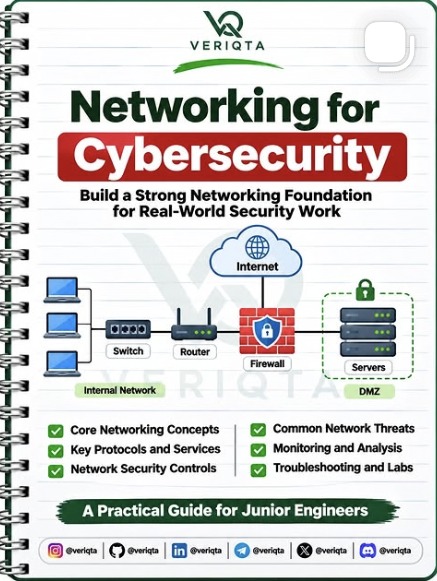 VERIQTA
Networking for
Cybersecurity
Build a Strong Networking Foundation
for Real-World Security Work
Internet
Switch
Router
Firewall
Servers
Internal Network
DMZ
VERIQTA
Core Networking Concepts
Key Protocols and Services
Network Security Controls
Common Network Threats
Monitoring and Analysis
Troubleshooting and Labs
A Practical Guide for Junior Engineers
@veriqta
@veriqta
@veriqta
@veriqta
@veriqta
@veriqta